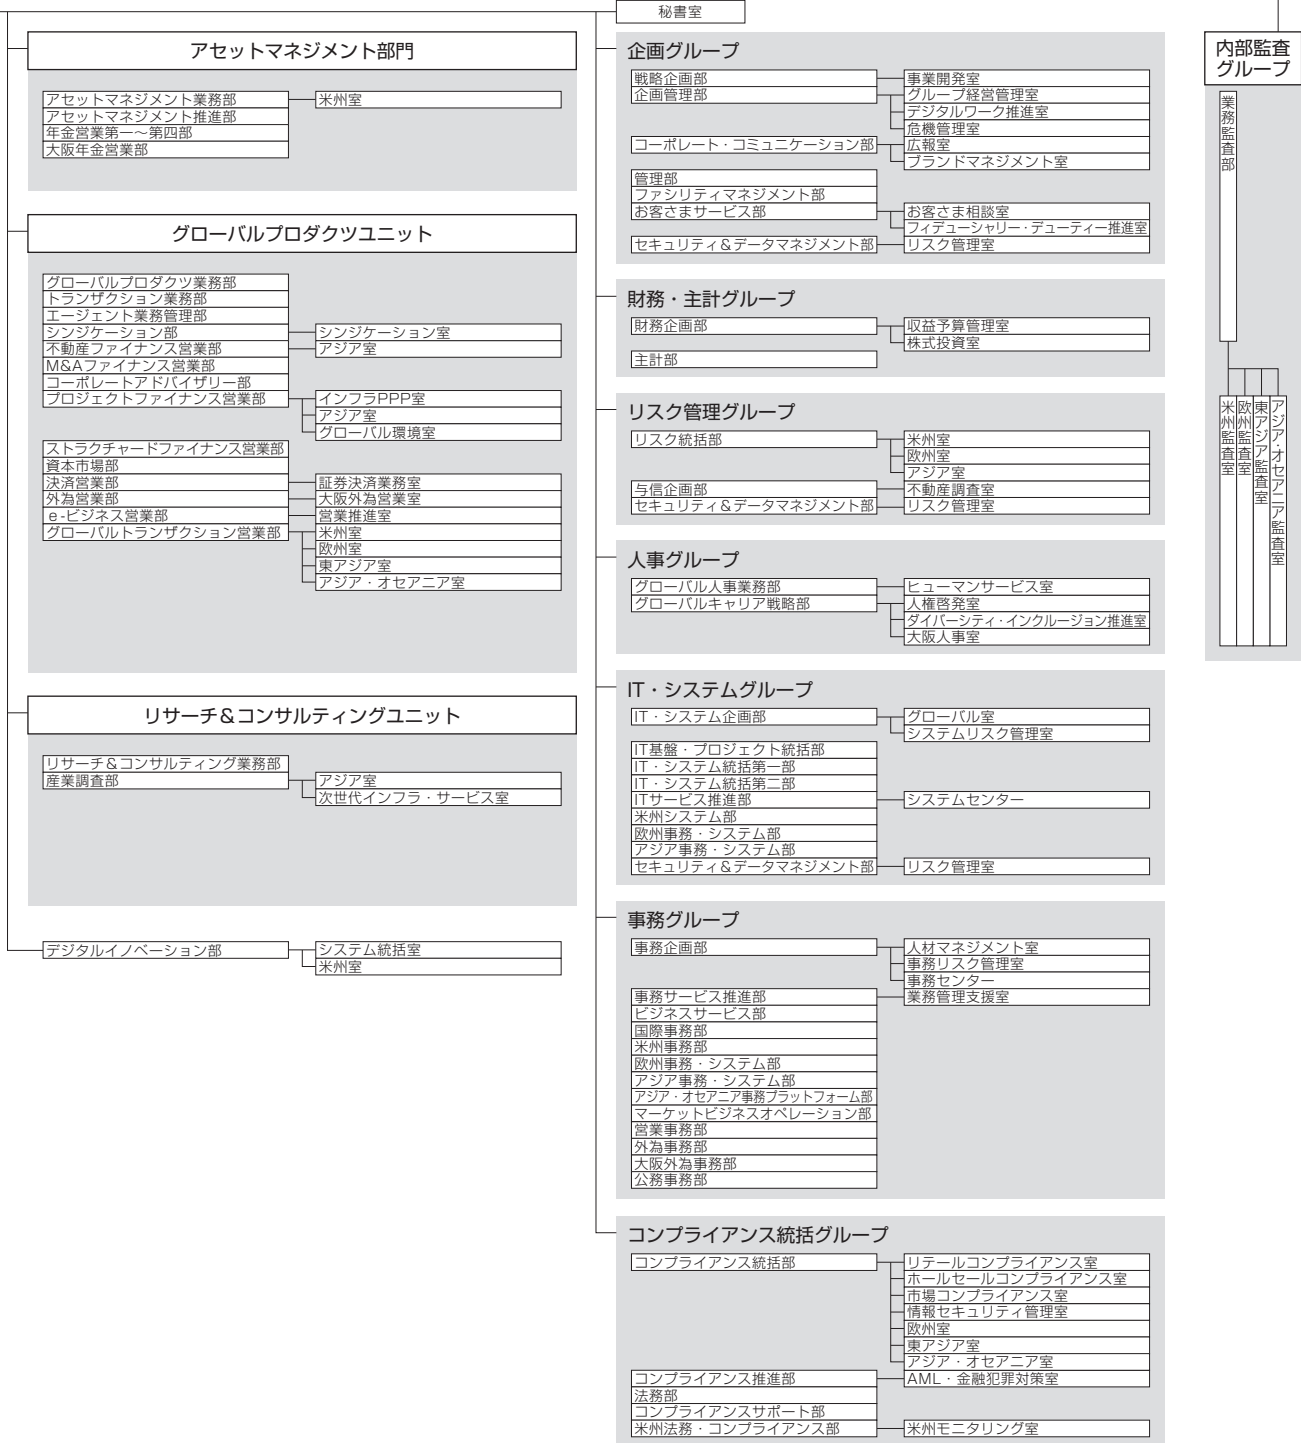 秘書室
アセットマネジメント部門
アセットマネジメント業務部
米州室
アセットマネジメント推進部
年金営業第一～第四部
大阪年金営業部
グローバルプロダクツユニット
グローバルプロダクツ業務部
トランザクション業務部
エージェント業務管理部
シンジケーション部
シンジケーション室
不動産ファイナンス営業部
アジア室
M&Aファイナンス営業部
コーポレートアドバイザリー部
プロジェクトファイナンス営業部
インフラPPP室
アジア室
グローバル環境室
ストラクチャードファイナンス営業部
資本市場部
決済営業部
証券決済業務室
外為営業部
大阪外為営業室
e-ビジネス営業部
営業推進室
グローバルトランザクション営業部
米州室
欧州室
東アジア室
アジア・オセアニア室
リサーチ＆コンサルティングユニット
リサーチ＆コンサルティング業務部
産業調査部
アジア室
次世代インフラ・サービス室
デジタルイノベーション部
システム統括室
米州室
企画グループ
戦略企画部
事業開発室
企画管理部
グループ経営管理室
デジタルワーク推進室
危機管理室
コーポレート・コミュニケーション部
広報室
ブランドマネジメント室
管理部
ファシリティマネジメント部
お客さまサービス部
お客さま相談室
フィデューシャリー・デューティー推進室
セキュリティ＆データマネジメント部
リスク管理室
財務・主計グループ
財務企画部
収益予算管理室
株式投資室
主計部
リスク管理グループ
リスク統括部
米州室
欧州室
アジア室
与信企画部
不動産調査室
セキュリティ＆データマネジメント部
リスク管理室
人事グループ
グローバル人事業務部
ヒューマンサービス室
グローバルキャリア戦略部
人権啓発室
ダイバーシティ・インクルージョン推進室
大阪人事室
IT・システムグループ
IT・システム企画部
グローバル室
システムリスク管理室
IT基盤・プロジェクト統括部
IT・システム統括第一部
IT・システム統括第二部
ITサービス推進部
システムセンター
米州システム部
欧州事務・システム部
アジア事務・システム部
セキュリティ＆データマネジメント部
リスク管理室
事務グループ
事務企画部
人材マネジメント室
事務リスク管理室
事務センター
事務サービス推進部
業務管理支援室
ビジネスサービス部
国際事務部
米州事務部
欧州事務・システム部
アジア事務・システム部
アジア・オセアニア事務プラットフォーム部
マーケットビジネスオペレーション部
営業事務部
外為事務部
大阪外為事務部
公務事務部
コンプライアンス統括グループ
コンプライアンス統括部
リテールコンプライアンス室
ホールセールコンプライアンス室
市場コンプライアンス室
情報セキュリティ管理室
欧州室
東アジア室
アジア・オセアニア室
コンプライアンス推進部
AML・金融犯罪対策室
法務部
コンプライアンスサポート部
米州法務・コンプライアンス部
米州モニタリング室
内部監査
グループ
業務監査部
米州監査室
欧州監査室
東アジア監査室
アジア・オセアニア監査室